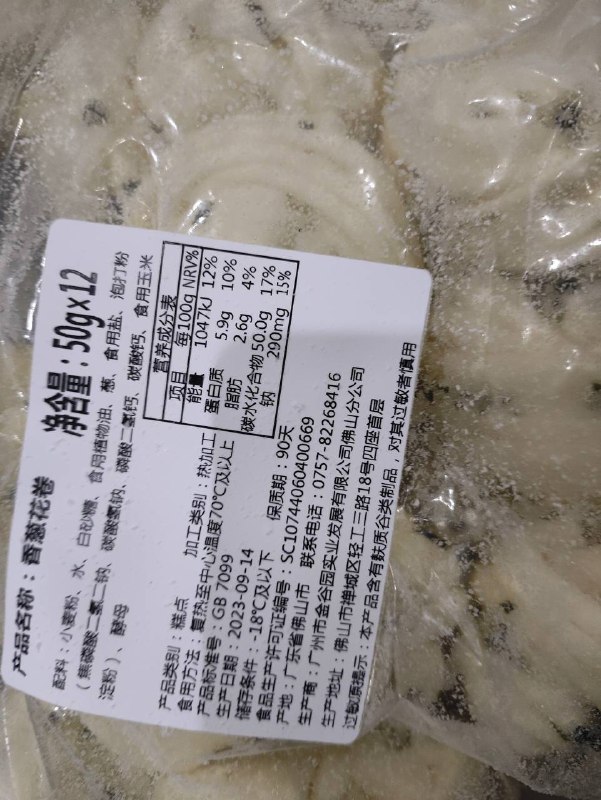 产品名称：香葱花卷 净含量：50g×12
配料：小麦粉、水、白砂糖、食用植物油、葱、食用盐、泡打粉
（焦磷酸二氢二钠、碳酸氢钠、磷酸二氢钙、碳酸钙、食用玉米
淀粉）、酵母
产品类别：糕点 加工类别：热加工
食用方法：复热至中心温度70℃及以上
产品标准号：GB 7099
生产日期：2023-09-14
储存条件：-18℃及以下 保质期：90天
营养成分表
项目 每100g NRV%
能量 1047kJ 12%
蛋白质 5.9g 10%
脂肪 2.6g 4%
碳水化合物 50.0g 17%
钠 290mg 15%
食品生产许可证编号：SC10744060400669
产地：广东省佛山市 联系电话：0757-82268416
生产商：广州市金谷园实业发展有限公司佛山分公司
生产地址：佛山市禅城区轻工三路18号四座首层
过敏原提示：本产品含有麸质谷类制品，对其过敏者慎用